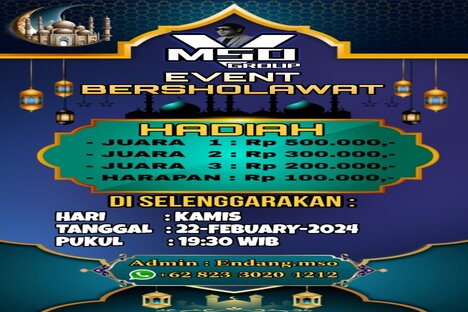 MSO
GROUP
EVENT
BERSHOLAWAT
HADIAH
- JUARA 1 : Rp 500.000,-
- JUARA 2 : Rp 300.000,-
- JUARA 3 : Rp 200.000,-
- HARAPAN : Rp 100.000,-
DI SELENGGARAKAN :
HARI : KAMIS
TANGGAL : 22-FEBUARY-2024
PUKUL : 19:30 WIB
Admin : Endang.mso
+62 823-3020-1212